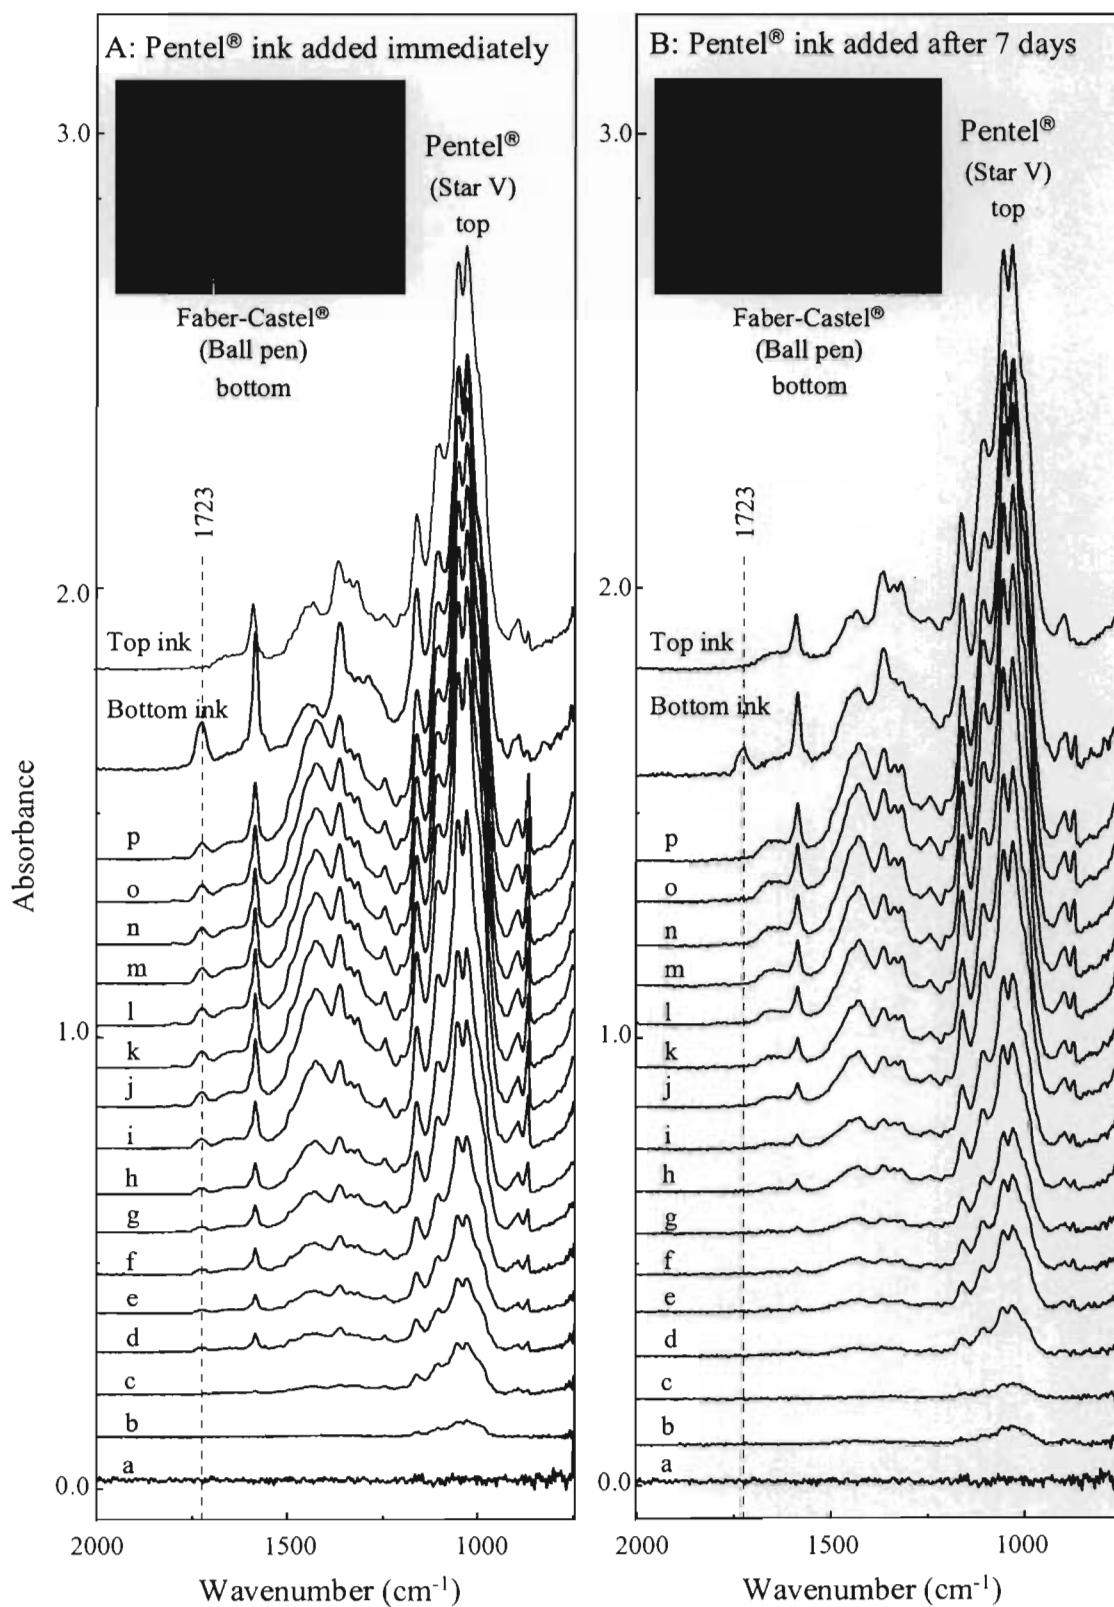 A: Pentel® ink added immediately
3.0
Pentel®
(Star V)
top
Faber-Castel®
(Ball pen)
bottom
1723
2.0
Top ink
Bottom ink
p
o
n
m
l
1.0
k
j
i
h
g
f
e
d
c
b
a
0.0
2000
1500
1000
Wavenumber (cm-1)
Absorbance
B: Pentel® ink added after 7 days
3.0
Pentel®
(Star V)
top
Faber-Castel®
(Ball pen)
bottom
1723
2.0
Top ink
Bottom ink
p
o
n
m
l
1.0
k
j
i
h
g
f
e
d
c
b
a
0.0
2000
1500
1000
Wavenumber (cm-1)